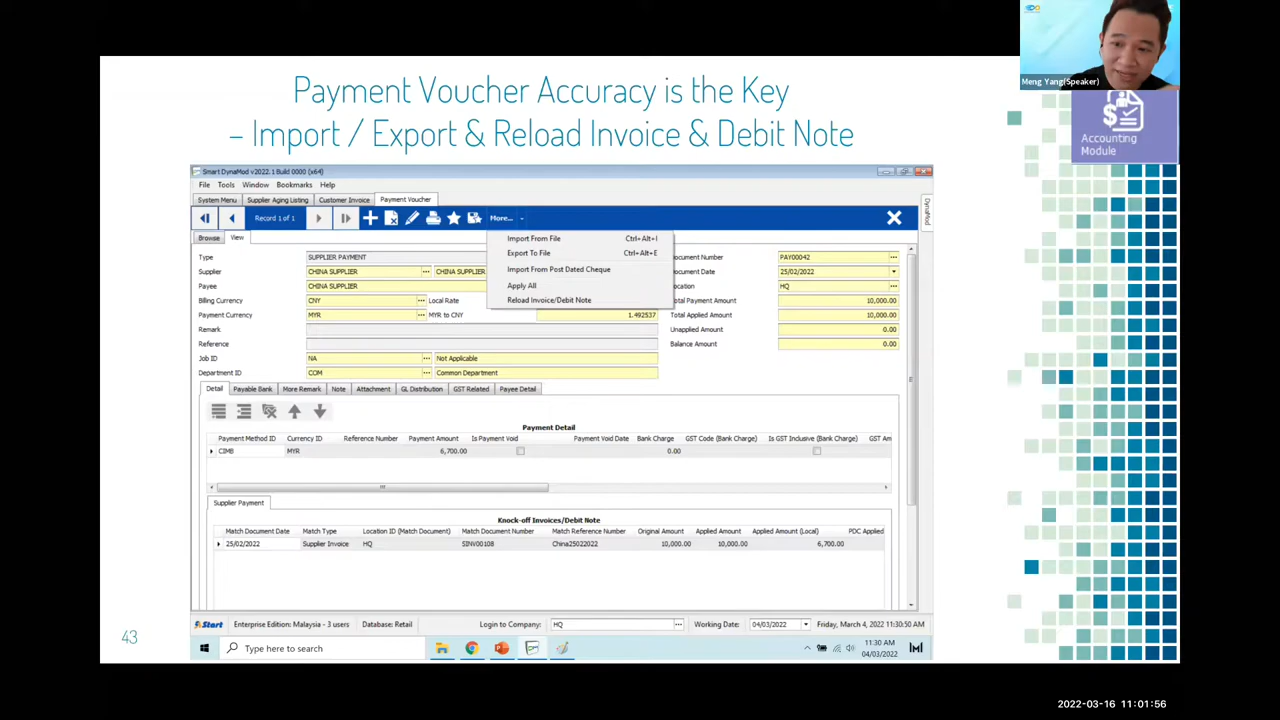 Meng Yang(Speaker)
Payment Voucher Accuracy is the Key
– Import / Export & Reload Invoice & Debit Note
Accounting
Module
Smart DynaMod v2022.1 Build 0000 (x64)
File Tools Window Bookmarks Help
System Menu Supplier Aging Listing Customer Invoice Payment Voucher
DynaMod
Record 1 of 1 More...
Browse View
Import From File Ctrl+Alt+I
Export To File Ctrl+Alt+E
Import From Post Dated Cheque
Apply All
Reload Invoice/Debit Note
Type SUPPLIER PAYMENT ocument Number PAY00042
Supplier CHINA SUPPLIER CHINA SUPPLIER ocument Date 25/02/2022
Payee CHINA SUPPLIER ocation HQ
Billing Currency CNY Local Rate otal Payment Amount 10,000.00
Payment Currency MYR MYR to CNY 1.492537 Total Applied Amount 10,000.00
Remark Unapplied Amount 0.00
Reference Balance Amount 0.00
Job ID NA Not Applicable
Department ID COM Common Department
Detail Payable Bank More Remark Note Attachment GL Distribution GST Related Payee Detail
Payment Detail
Payment Method ID Currency ID Reference Number Payment Amount Is Payment Void Payment Void Date Bank Charge GST Code (Bank Charge) Is GST Inclusive (Bank Charge) GST Am
CIMB MYR 6,700.00 0.00
Supplier Payment
Knock-off Invoices/Debit Note
Match Document Date Match Type Location ID (Match Document) Match Document Number Match Reference Number Original Amount Applied Amount Applied Amount (Local) PDC Applied
25/02/2022 Supplier Invoice HQ SINV00108 China25022022 10,000.00 10,000.00 6,700.00
Start Enterprise Edition: Malaysia - 3 users Database: Retail Login to Company: HQ Working Date: 04/03/2022 Friday, March 4, 2022 11:30:50 AM
43
Type here to search
11:30 AM
04/03/2022
2022-03-16 11:01:56